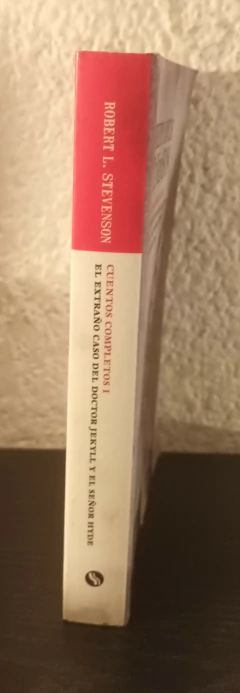 ROBERT L. STEVENSON
CUENTOS COMPLETOS I
EL EXTRAÑO CASO DEL DOCTOR JEKYLL Y EL SEÑOR HYDE